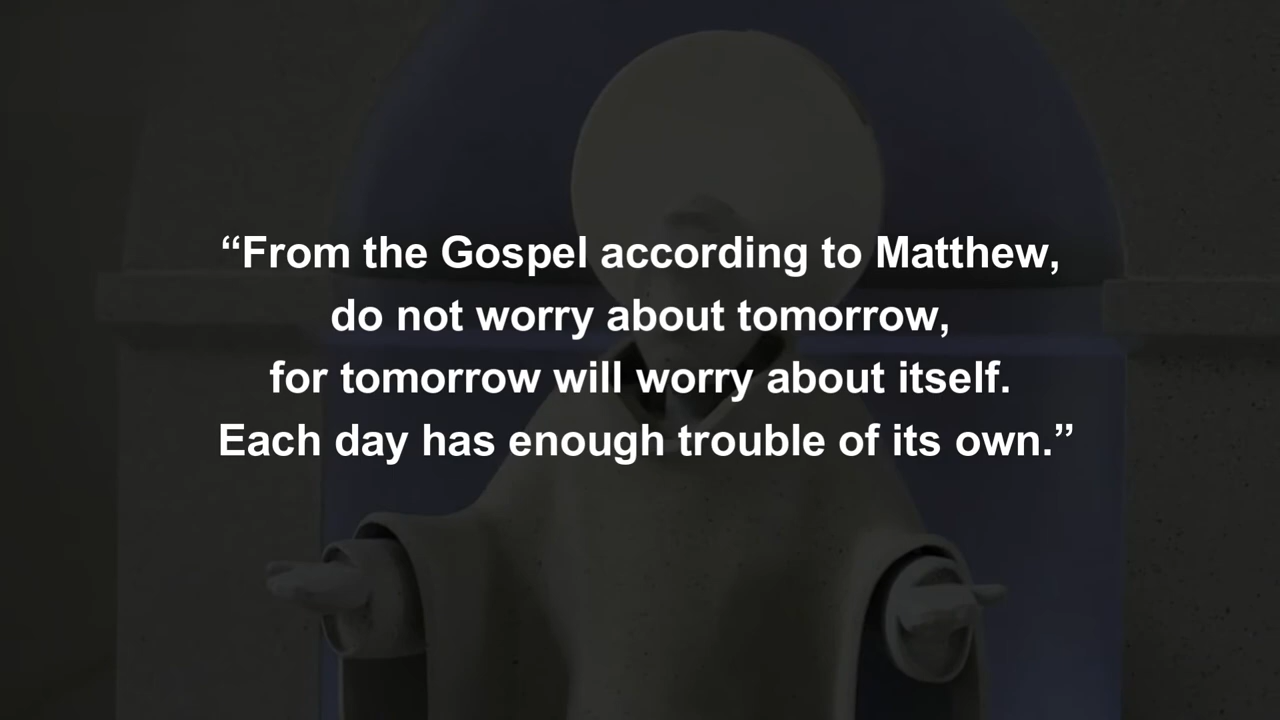 “From the Gospel according to Matthew,
do not worry about tomorrow,
for tomorrow will worry about itself.
Each day has enough trouble of its own.”